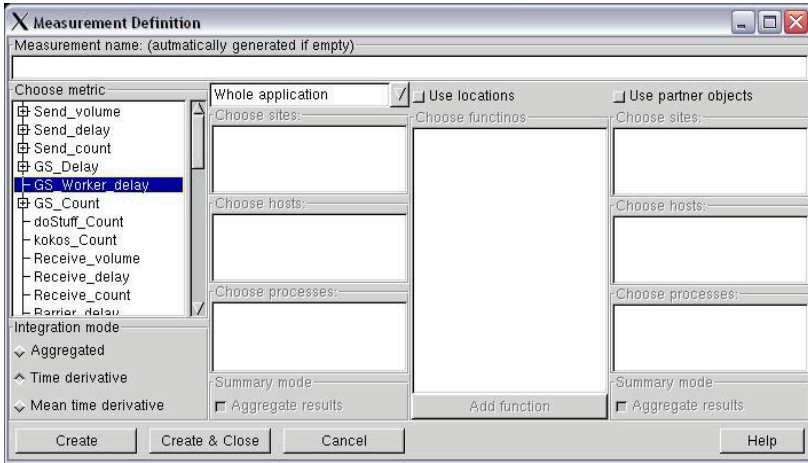 Measurement Definition
Measurement name: (autmatically generated if empty)
Choose metric
Send_volume
Send_delay
Send_count
GS_Delay
GS_Worker_delay
GS_Count
doStuff_Count
kokos_Count
Receive_volume
Receive_delay
Receive_count
Barrier_delay
Integration mode
Aggregated
Time derivative
Mean time derivative
Whole application
Choose sites:
Choose hosts:
Choose processes:
Summary mode
Aggregate results
Use locations
Choose functinos
Add function
Use partner objects
Choose sites:
Choose hosts:
Choose processes:
Summary mode
Aggregate results
Create
Create & Close
Cancel
Help